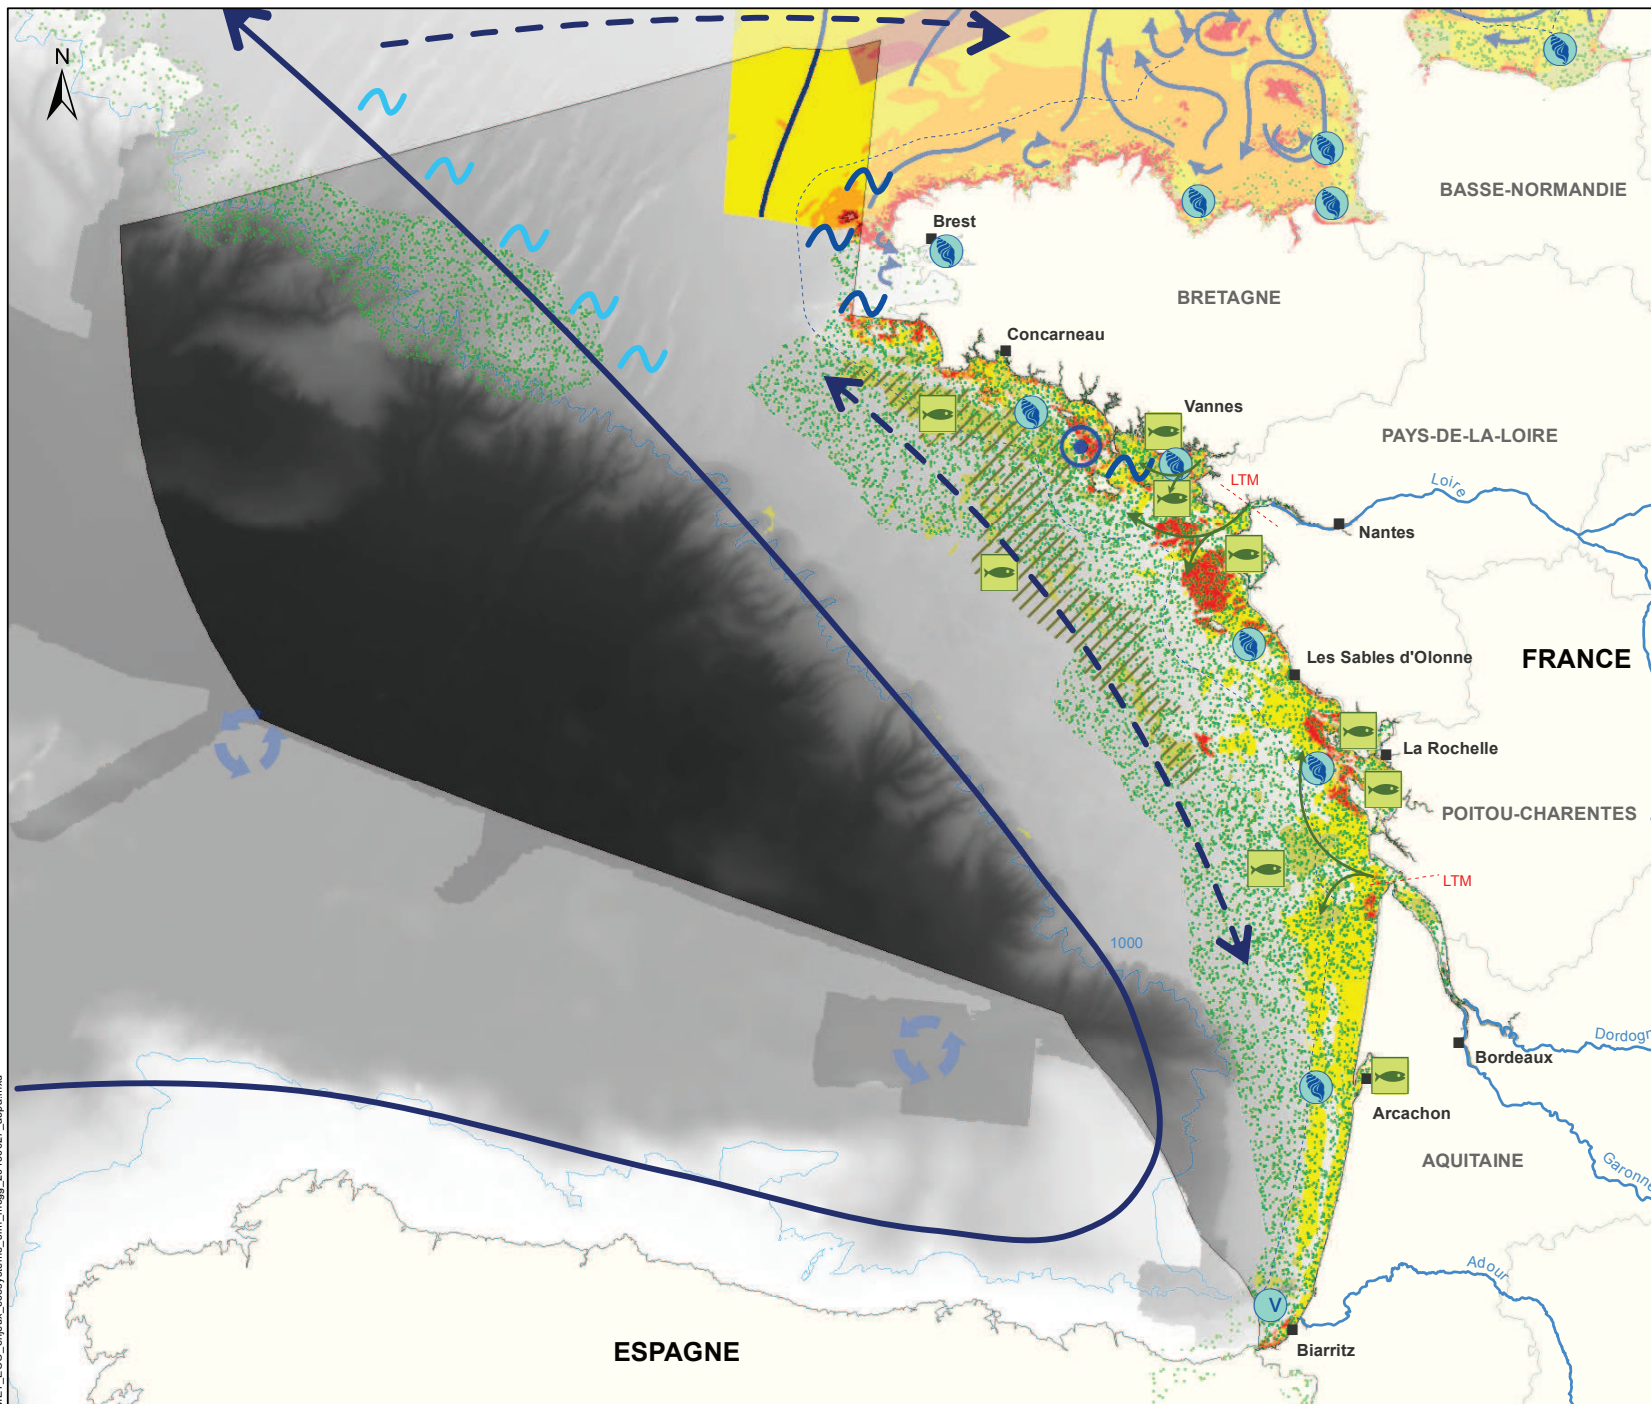 N
BASSE-NORMANDIE
Brest
BRETAGNE
Concarneau
Vannes
PAYS-DE-LA-LOIRE
LTM
Loire
Nantes
FRANCE
Les Sables d'Olonne
La Rochelle
POITOU-CHARENTES
LTM
1000
Dordogn
Bordeaux
Arcachon
AQUITAINE
Garonne
Adour
V
Biarritz
ESPAGNE